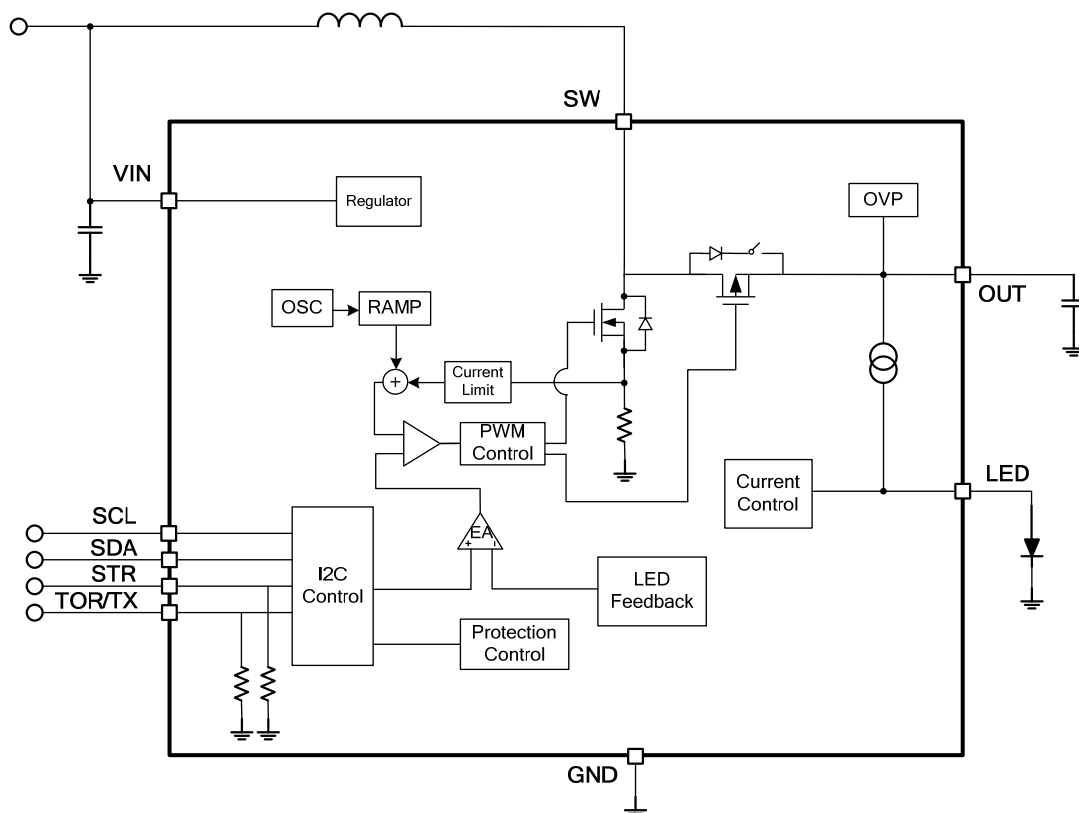 SW
VIN
Regulator
OVP
OUT
OSC
RAMP
+
Current
Limit
PWM
Control
Current
Control
LED
SCL
SDA
STR
TOR/TX
I2C
Control
EA
+ -
LED
Feedback
Protection
Control
GND